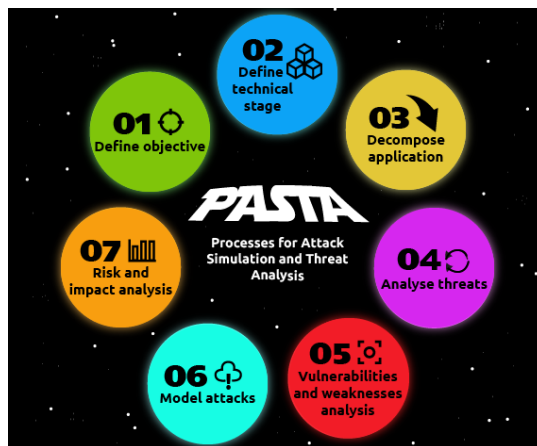 01
Define objective
02
Define
technical
stage
03
Decompose
application
04
Analyse threats
05
Vulnerabilities
and weaknesses
analysis
06
Model attacks
07
Risk and
impact analysis
PASTA
Processes for Attack
Simulation and Threat
Analysis